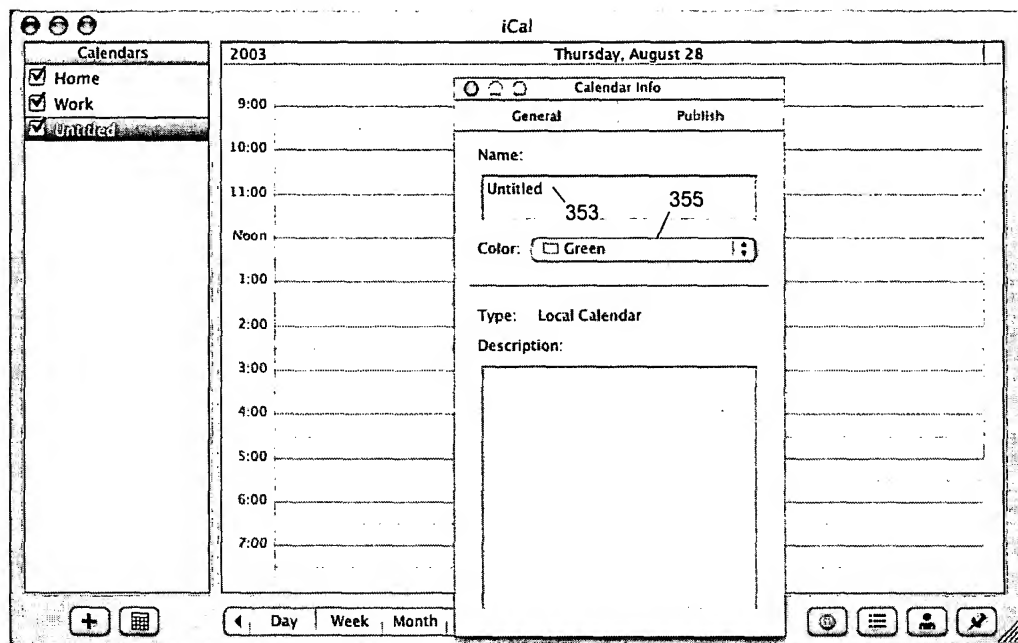 iCal
Calendars
Home
Work
Untitled
2003 Thursday, August 28
9:00
10:00
11:00
Noon
1:00
2:00
3:00
4:00
5:00
6:00
7:00
Calendar Info
General Publish
Name:
Untitled
353
355
Color: Green
Type: Local Calendar
Description:
Day Week Month